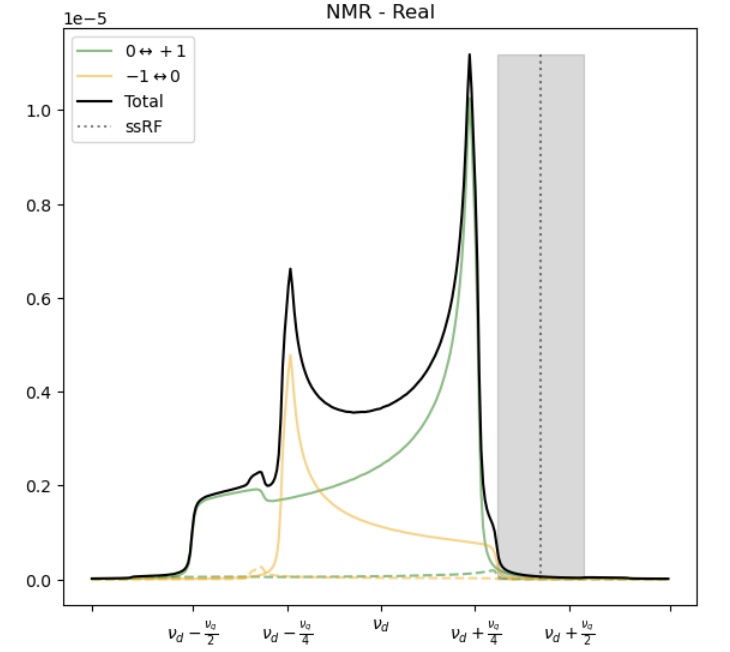 NMR - Real
1e−5
0 ↔ + 1
−1 ↔ 0
Total
ssRF
1.0
0.8
0.6
0.4
0.2
0.0
ν_d − ν_q/2
ν_d − ν_q/4
ν_d
ν_d + ν_q/4
ν_d + ν_q/2